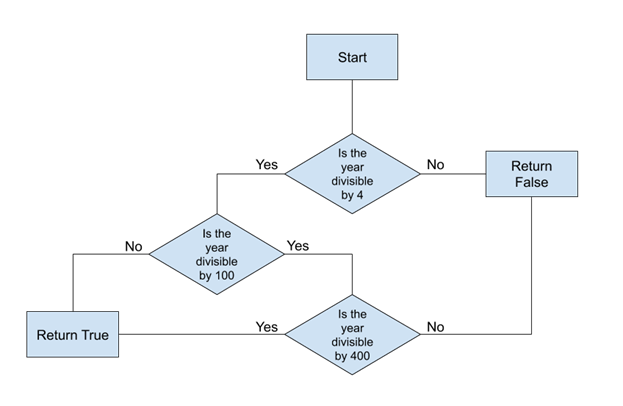 Start
Is the
year
divisible
by 4
Yes
No
Return
False
Is the
year
divisible
by 100
No
Yes
Return True
Is the
year
divisible
by 400
Yes
No